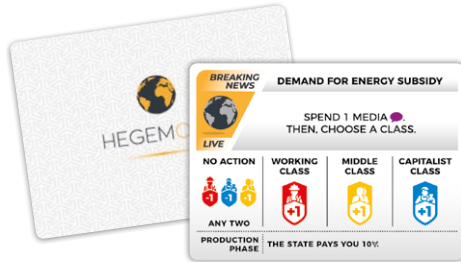 HEGEMO
BREAKING
NEWS
LIVE
DEMAND FOR ENERGY SUBSIDY
SPEND 1 MEDIA
THEN, CHOOSE A CLASS.
NO ACTION
WORKING
CLASS
MIDDLE
CLASS
CAPITALIST
CLASS
-1 -1 -1
+1 +1 +1
ANY TWO
PRODUCTION
PHASE
THE STATE PAYS YOU 10¥.